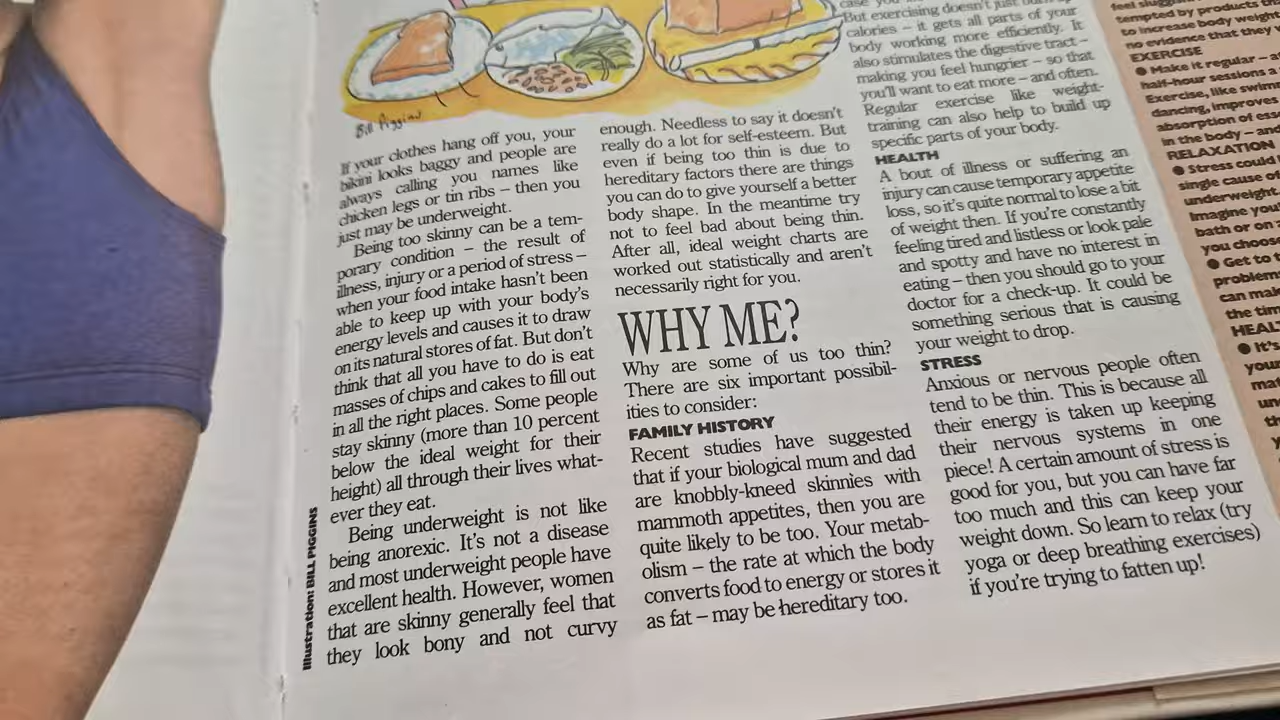 Bill Piggins
If your clothes hang off you, your
bikini looks baggy and people are
always calling you names like
chicken legs or tin ribs – then you
just may be underweight.
Being too skinny can be a tem-
porary condition – the result of
illness, injury or a period of stress –
when your food intake hasn't been
able to keep up with your body's
energy levels and causes it to draw
on its natural stores of fat. But don't
think that all you have to do is eat
masses of chips and cakes to fill out
in all the right places. Some people
stay skinny (more than 10 percent
below the ideal weight for their
height) all through their lives what-
ever they eat.
Being underweight is not like
being anorexic. It's not a disease
and most underweight people have
excellent health. However, women
that are skinny generally feel that
they look bony and not curvy
Illustration: BILL PIGGINS
enough. Needless to say it doesn't
really do a lot for self-esteem. But
even if being too thin is due to
hereditary factors there are things
you can do to give yourself a better
body shape. In the meantime try
not to feel bad about being thin.
After all, ideal weight charts are
worked out statistically and aren't
necessarily right for you.
WHY ME?
Why are some of us too thin?
There are six important possibil-
ities to consider:
FAMILY HISTORY
Recent studies have suggested
that if your biological mum and dad
are knobbly-kneed skinnies with
mammoth appetites, then you are
quite likely to be too. Your metab-
olism – the rate at which the body
converts food to energy or stores it
as fat – may be hereditary too.
But exercising doesn't just
calories – it gets all parts of your
body working more efficiently. It
also stimulates the digestive tract –
making you feel hungrier – so that
you'll want to eat more – and often.
Regular exercise like weight-
training can also help to build up
specific parts of your body.
HEALTH
A bout of illness or suffering an
injury can cause temporary appetite
loss, so it's quite normal to lose a bit
of weight then. If you're constantly
feeling tired and listless or look pale
and spotty and have no interest in
eating – then you should go to your
doctor for a check-up. It could be
something serious that is causing
your weight to drop.
STRESS
Anxious or nervous people often
tend to be thin. This is because all
their energy is taken up keeping
their nervous systems in one
piece! A certain amount of stress is
good for you, but you can have far
too much and this can keep your
weight down. So learn to relax (try
yoga or deep breathing exercises)
if you're trying to fatten up!
feel
tempted by products
to increase body weight
no evidence that they
EXERCISE
● Make it regular –
half-hour sessions a
Exercise, like
dancing, improves
absorption of
in the body – and
RELAXATION
● Stress could
single cause of
underweight.
Imagine
bath or on
you choose
● Get to
problem
can
the
● It's